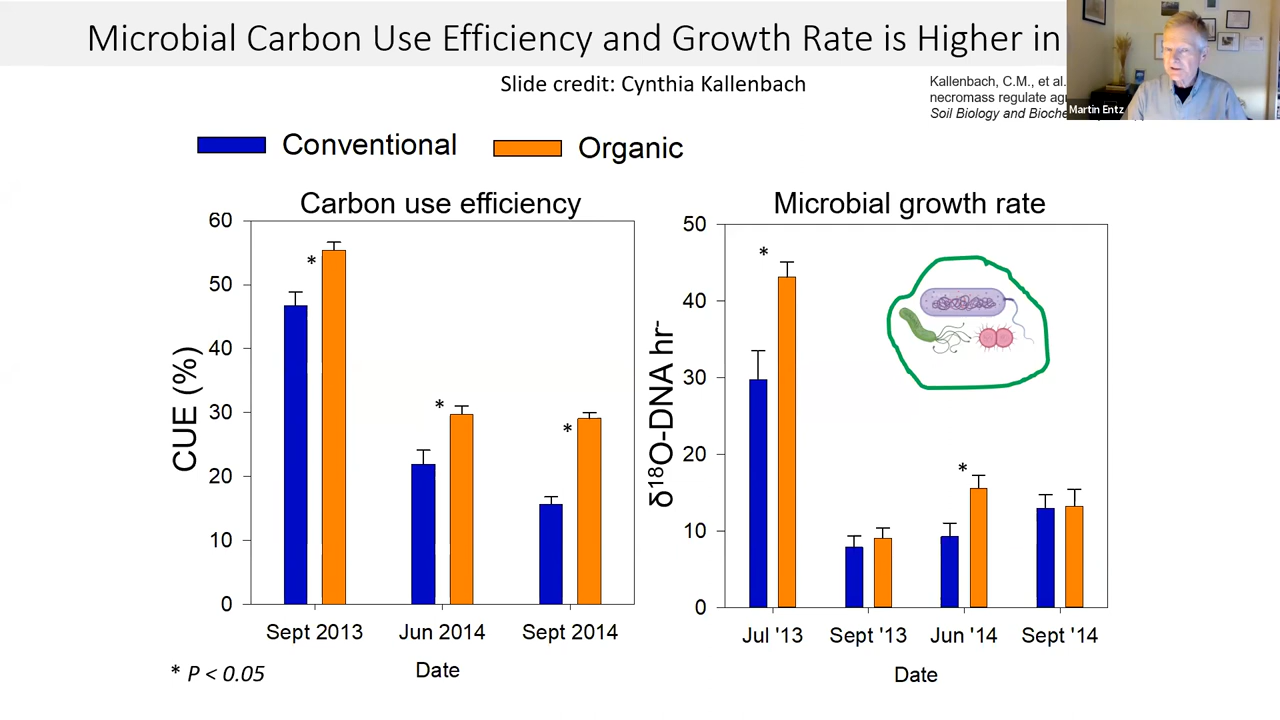 Microbial Carbon Use Efficiency and Growth Rate is Higher in
Slide credit: Cynthia Kallenbach
Kallenbach, C.M., et al.
necromass regulate
Soil Biology and
Martin Entz
Conventional
Organic
Carbon use efficiency
60
50
40
30
20
10
0
CUE (%)
*
*
*
Sept 2013 Jun 2014 Sept 2014
Date
* P < 0.05
Microbial growth rate
50
40
30
20
10
0
δ¹⁸O-DNA hr⁻
*
*
Jul '13 Sept '13 Jun '14 Sept '14
Date